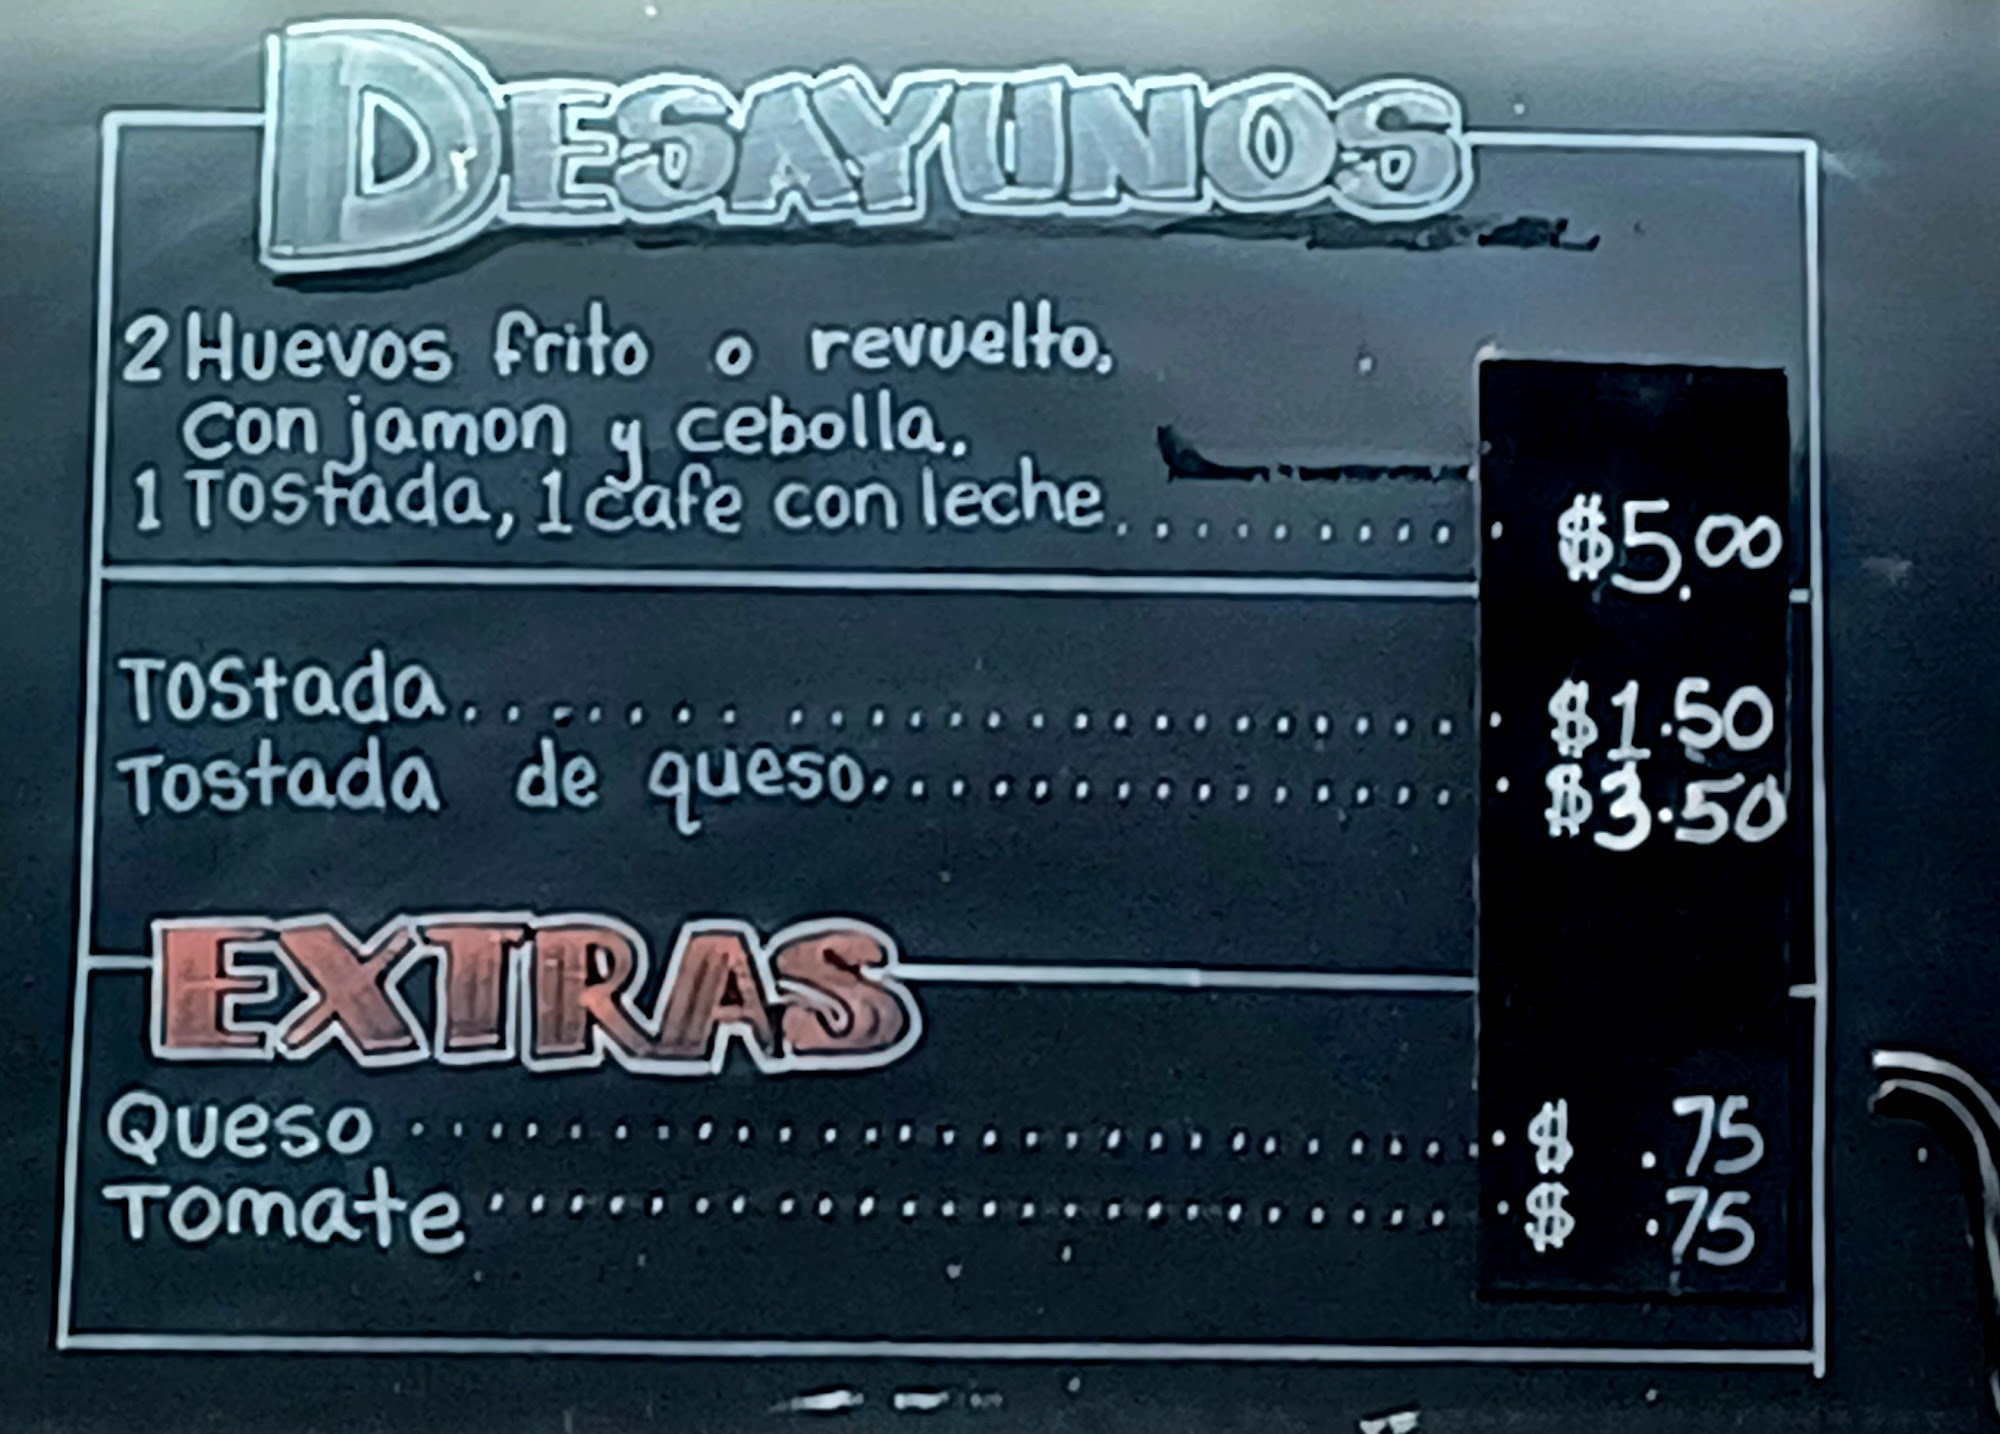 DESAYUNOS
2 Huevos frito o revuelto,
con jamon y cebolla.
1 Tostada, 1 cafe con leche.......... $5.00
Tostada........................ $1.50
Tostada de queso................ $3.50
EXTRAS
Queso.......................... $ .75
Tomate......................... $ .75